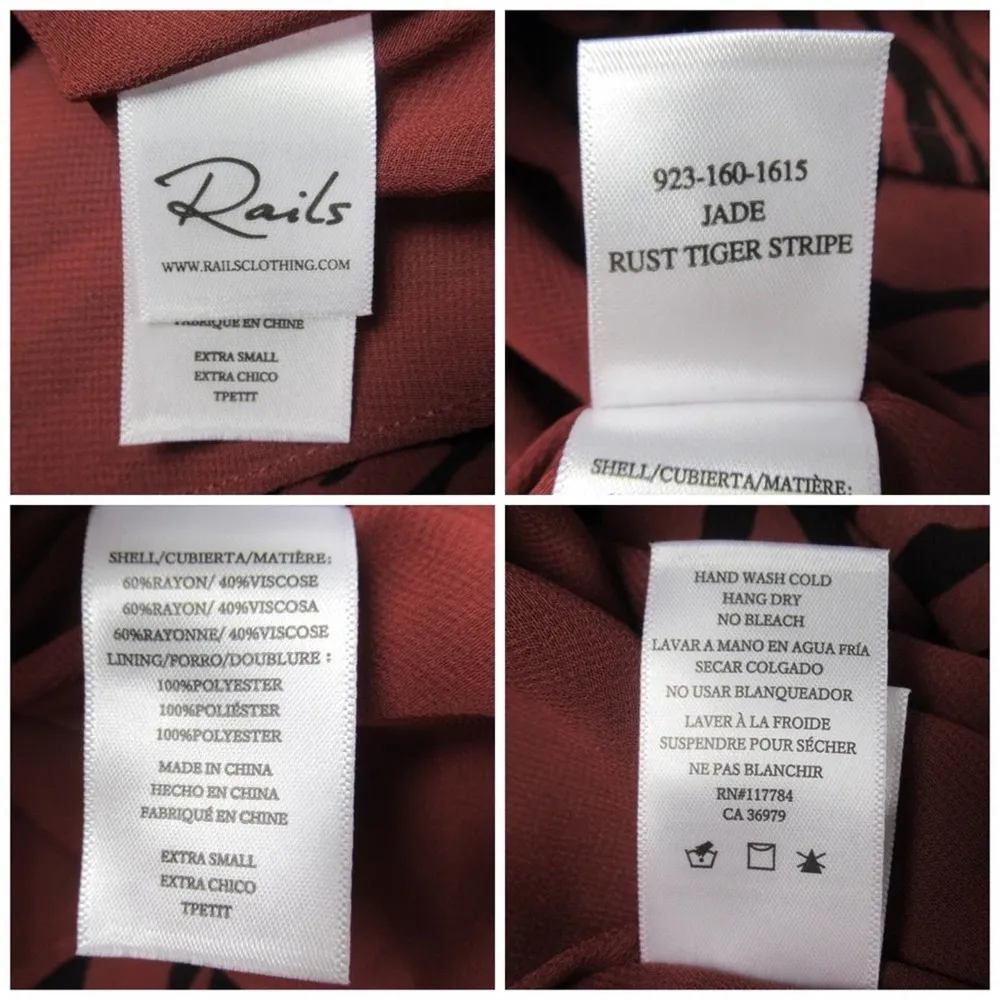 Rails
WWW.RAILSCLOTHING.COM
FABRIQUÉ EN CHINE
EXTRA SMALL
EXTRA CHICO
TPETIT
923-160-1615
JADE
RUST TIGER STRIPE
SHELL/CUBIERTA/MATIÈRE:
SHELL/CUBIERTA/MATIÈRE:
60%RAYON/ 40%VISCOSE
60%RAYON/ 40%VISCOSA
60%RAYONNE/ 40%VISCOSE
LINING/FORRO/DOUBLURE :
100%POLYESTER
100%POLIÉSTER
100%POLYESTER
MADE IN CHINA
HECHO EN CHINA
FABRIQUÉ EN CHINE
EXTRA SMALL
EXTRA CHICO
TPETIT
HAND WASH COLD
HANG DRY
NO BLEACH
LAVAR A MANO EN AGUA FRÍA
SECAR COLGADO
NO USAR BLANQUEADOR
LAVER À LA FROIDE
SUSPENDRE POUR SÉCHER
NE PAS BLANCHIR
RN#117784
CA 36979